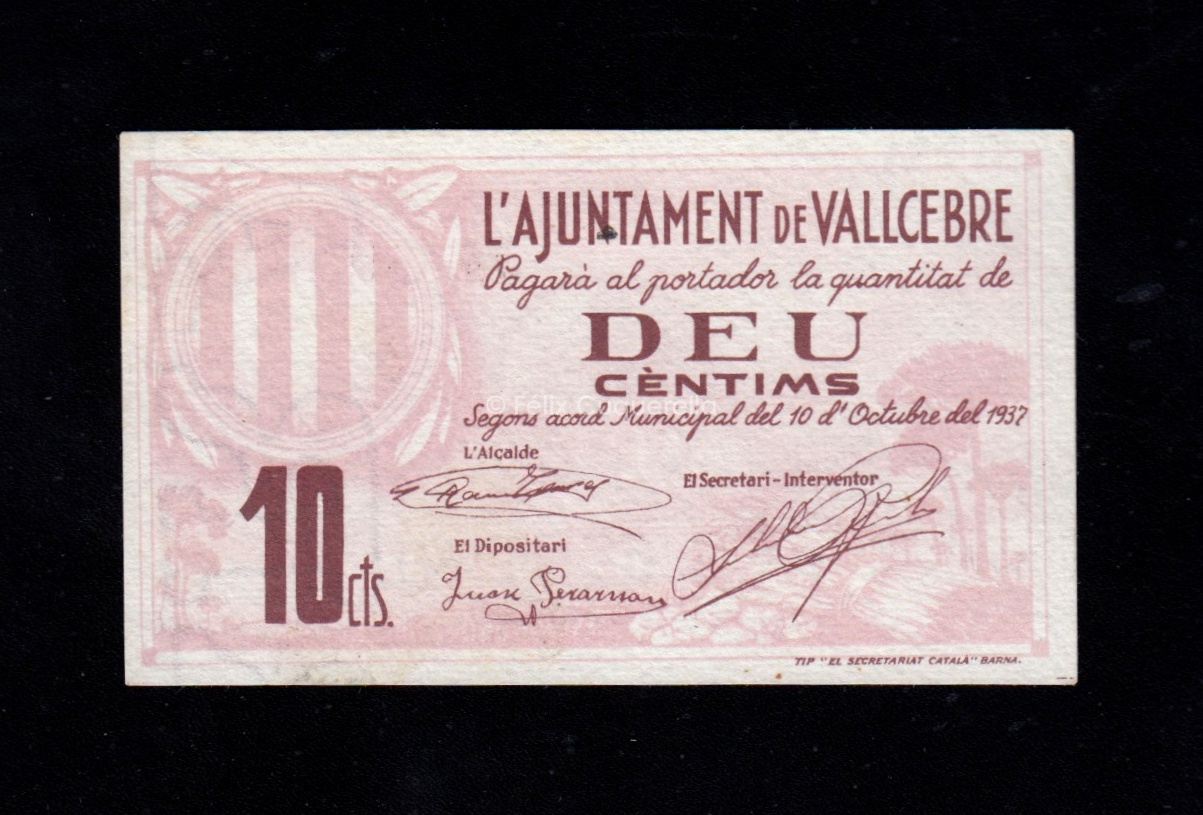 L'AJUNTAMENT DE VALLCEBRE
Pagarà al portador la quantitat de
DEU
CÈNTIMS
Segons acord Municipal del 10 d'Octubre del 1937
L'Alcalde
El Secretari-Interventor
El Dipositari
Juan
10 cts.
TIP "EL SECRETARIAT CATALÀ" BARNA.